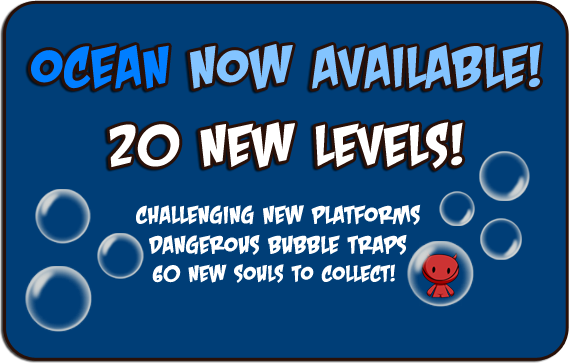 OCEAN NOW AVAILABLE!
20 NEW LEVELS!
CHALLENGING NEW PLATFORMS
DANGEROUS BUBBLE TRAPS
60 NEW SOULS TO COLLECT!